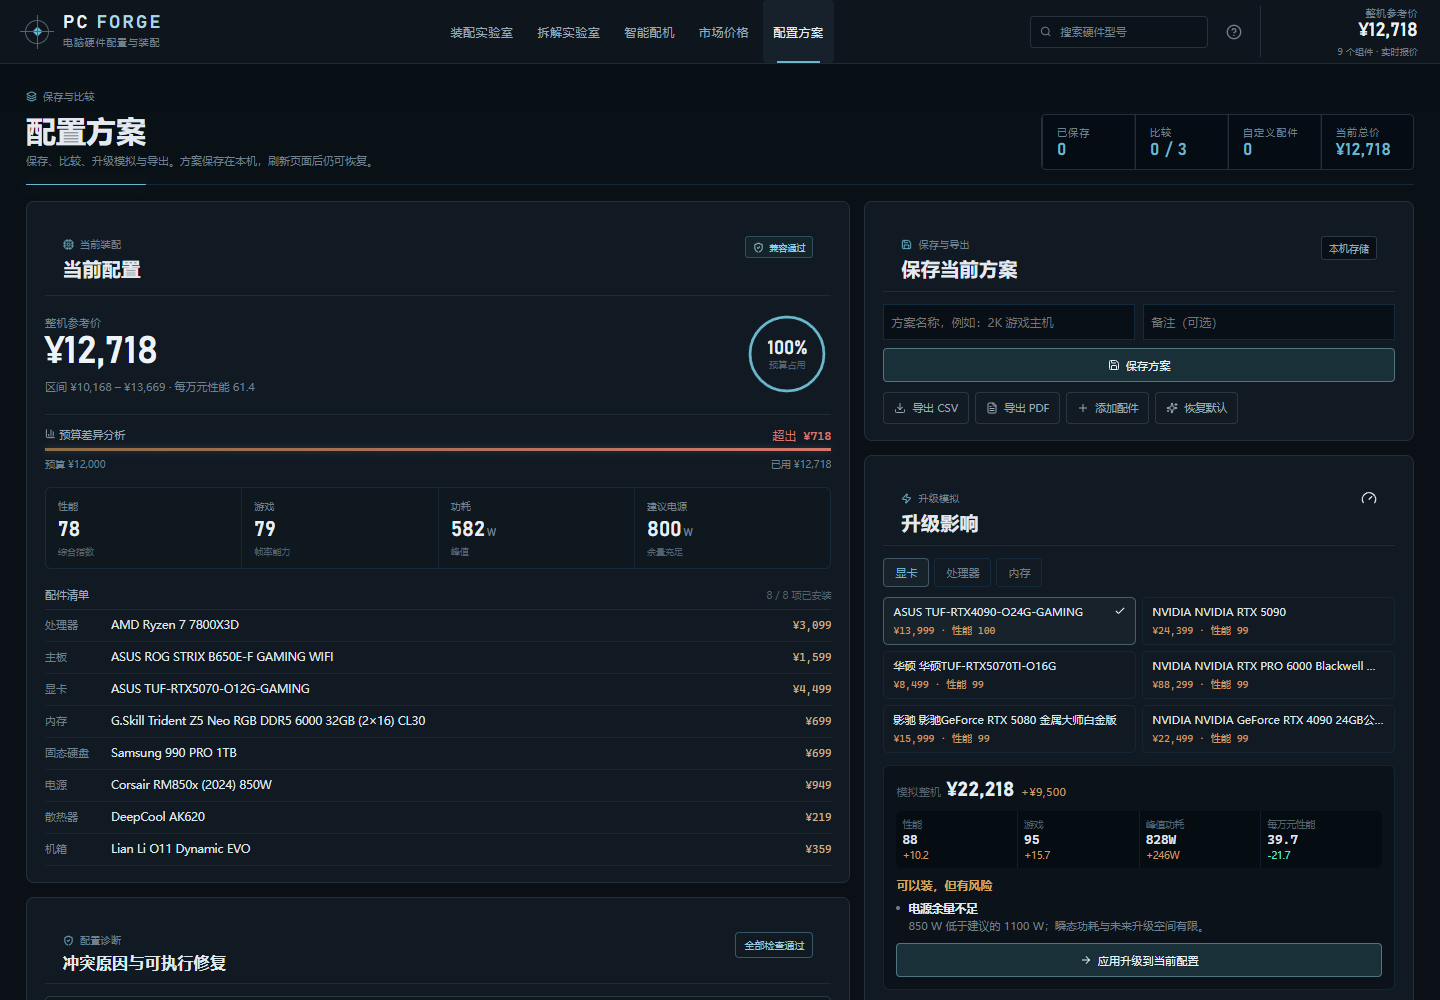 PC FORGE
电脑硬件配置与装配
装配实验室
拆解实验室
智能配机
市场价格
配置方案
搜索硬件型号
整机参考价
¥12,718
9 个组件 · 实时报价
保存与比较
配置方案
保存、比较、升级模拟与导出。方案保存在本机，刷新页面后仍可恢复。
已保存
0
比较
0 / 3
自定义配件
0
当前总价
¥12,718
当前装配
当前配置
兼容通过
整机参考价
¥12,718
区间 ¥10,168 – ¥13,669 · 每万元性能 61.4
100%
预算占用
预算差异分析
超出 ¥718
预算 ¥12,000
已用 ¥12,718
性能
78
综合指数
游戏
79
帧率能力
功耗
582W
峰值
建议电源
800W
余量充足
配件清单
8 / 8 项已安装
处理器 AMD Ryzen 7 7800X3D ¥3,099
主板 ASUS ROG STRIX B650E-F GAMING WIFI ¥1,599
显卡 ASUS TUF-RTX5070-O12G-GAMING ¥4,499
内存 G.Skill Trident Z5 Neo RGB DDR5 6000 32GB (2×16) CL30 ¥699
固态硬盘 Samsung 990 PRO 1TB ¥699
电源 Corsair RM850x (2024) 850W ¥949
散热器 DeepCool AK620 ¥219
机箱 Lian Li O11 Dynamic EVO ¥359
配置诊断
冲突原因与可执行修复
全部检查通过
保存与导出
保存当前方案
本机存储
方案名称，例如：2K 游戏主机
备注（可选）
保存方案
导出 CSV
导出 PDF
添加配件
恢复默认
升级模拟
升级影响
显卡
处理器
内存
ASUS TUF-RTX4090-O24G-GAMING
¥13,999 · 性能 100
NVIDIA NVIDIA RTX 5090
¥24,399 · 性能 99
华硕 华硕TUF-RTX5070TI-O16G
¥8,499 · 性能 99
NVIDIA NVIDIA RTX PRO 6000 Blackwell ...
¥88,299 · 性能 99
影驰 影驰GeForce RTX 5080 金属大师白金版
¥15,999 · 性能 99
NVIDIA NVIDIA GeForce RTX 4090 24GB公...
¥22,499 · 性能 99
模拟整机 ¥22,218 +¥9,500
性能
88
+10.2
游戏
95
+15.7
峰值功耗
828W
+246W
每万元性能
39.7
-21.7
可以装，但有风险
电源余量不足
850 W 低于建议的 1100 W；瞬态功耗与未来升级空间有限。
应用升级到当前配置